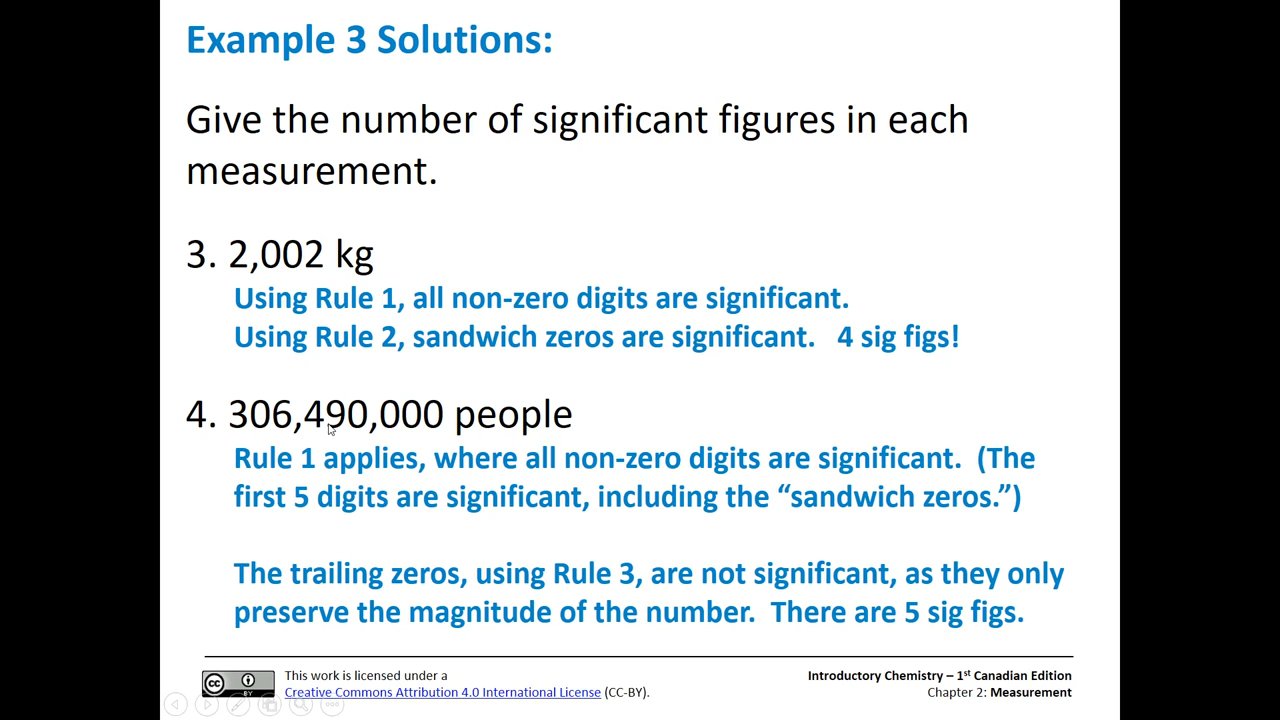 Example 3 Solutions:
Give the number of significant figures in each
measurement.
3. 2,002 kg
Using Rule 1, all non-zero digits are significant.
Using Rule 2, sandwich zeros are significant.   4 sig figs!
4. 306,490,000 people
Rule 1 applies, where all non-zero digits are significant.  (The
first 5 digits are significant, including the “sandwich zeros.”)
The trailing zeros, using Rule 3, are not significant, as they only
preserve the magnitude of the number.  There are 5 sig figs.
cc
BY
This work is licensed under a
Creative Commons Attribution 4.0 International License (CC-BY).
Introductory Chemistry – 1st Canadian Edition
Chapter 2: Measurement